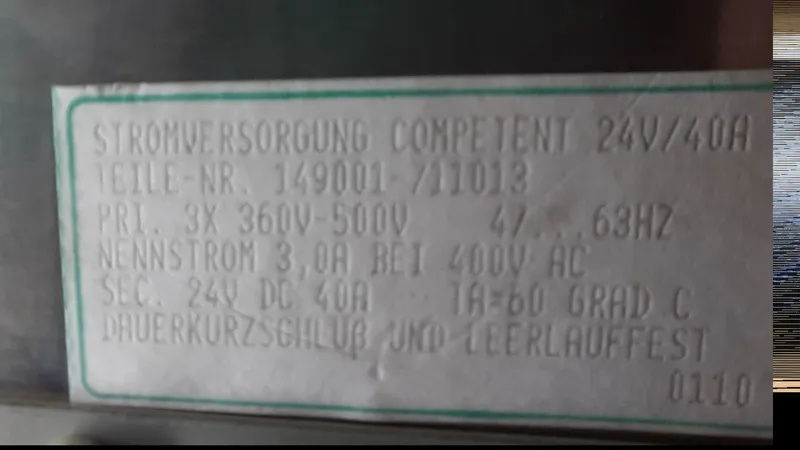 STROMVERSORGUNG COMPETENT 24V/40A
TEILE-NR. 149001-711013
PRI. 3X 360V-500V 47...63HZ
NENNSTROM 3,0A BEI 400V AC
SEC. 24V DC 40A TA=60 GRAD C
DAUERKURZSCHLUß UND LEERLAUFFEST
0110